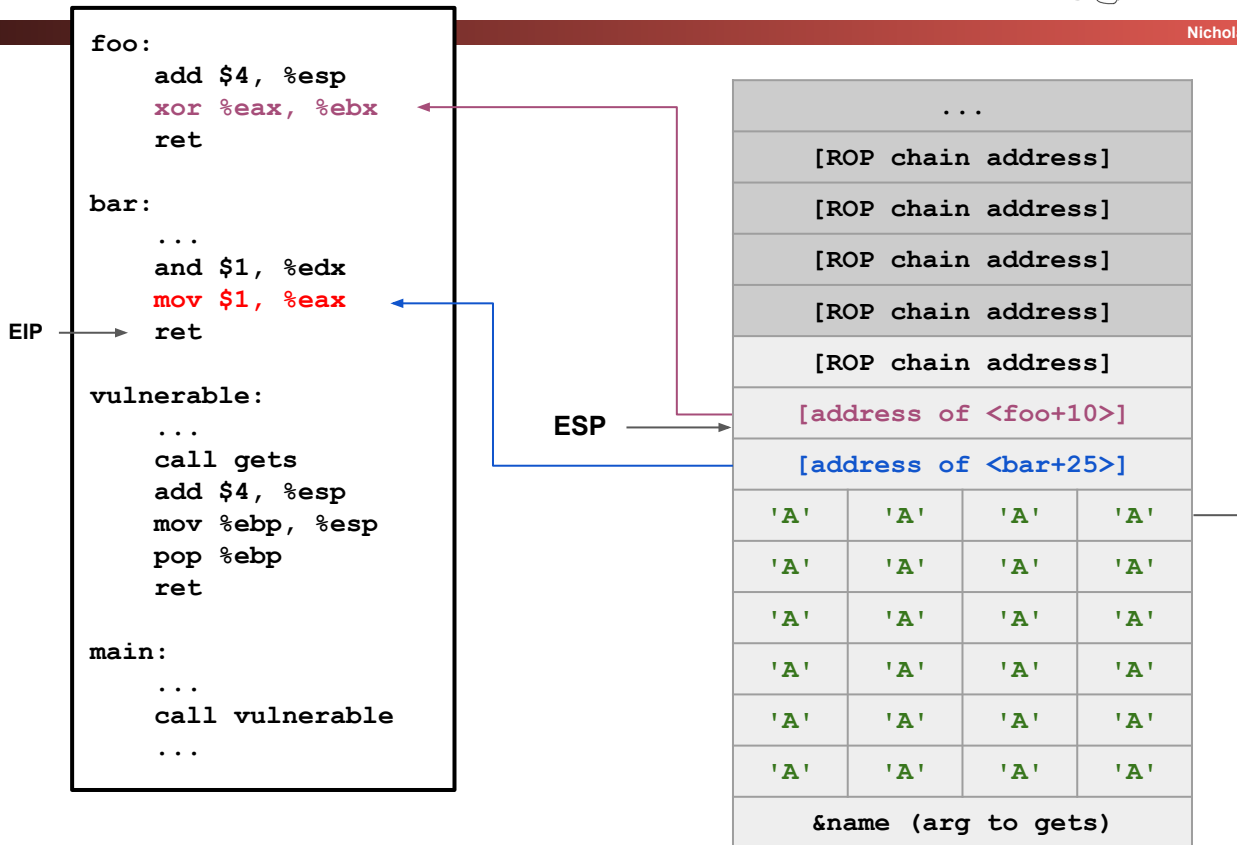 Nichola
foo:
add $4, %esp
xor %eax, %ebx
ret
bar:
...
and $1, %edx
mov $1, %eax
ret
EIP
vulnerable:
...
call gets
add $4, %esp
mov %ebp, %esp
pop %ebp
ret
main:
...
call vulnerable
...
ESP
...
[ROP chain address]
[ROP chain address]
[ROP chain address]
[ROP chain address]
[ROP chain address]
[address of <foo+10>]
[address of <bar+25>]
'A' 'A' 'A' 'A'
'A' 'A' 'A' 'A'
'A' 'A' 'A' 'A'
'A' 'A' 'A' 'A'
'A' 'A' 'A' 'A'
'A' 'A' 'A' 'A'
&name (arg to gets)